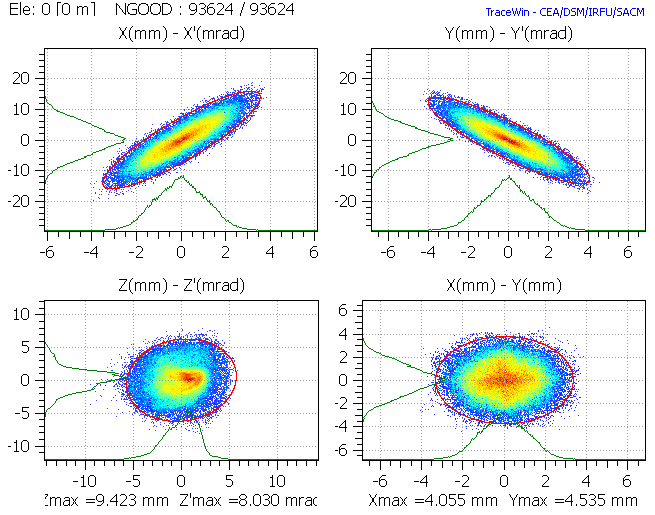 Ele: 0 [0 m] NGOOD : 93624 / 93624
TraceWin - CEA/DSM/IRFU/SACM
X(mm) - X'(mrad)
Y(mm) - Y'(mrad)
20
10
0
-10
-20
-6 -4 -2 0 2 4 6
20
10
0
-10
-20
-6 -4 -2 0 2 4 6
Z(mm) - Z'(mrad)
X(mm) - Y(mm)
10
5
0
-5
-10
-10 -5 0 5 10
Zmax =9.423 mm Z'max =8.030 mrad
6
4
2
0
-2
-4
-6
-6 -4 -2 0 2 4 6
Xmax =4.055 mm Ymax =4.535 mm